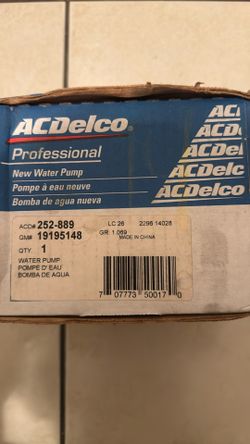 ACDelco
Professional
New Water Pump
Pompe à eau neuve
Bomba de agua nueva
ACDelco
ACDelco
ACDel
ACDelc
ACDelco
ACD# 252-889
LC 26
2296 14028
GM# 19195148
GR: 1.069
MADE IN CHINA
QTY. 1
WATER PUMP
POMPE D' EAU
BOMBA DE AGUA
7 07773 50017 0